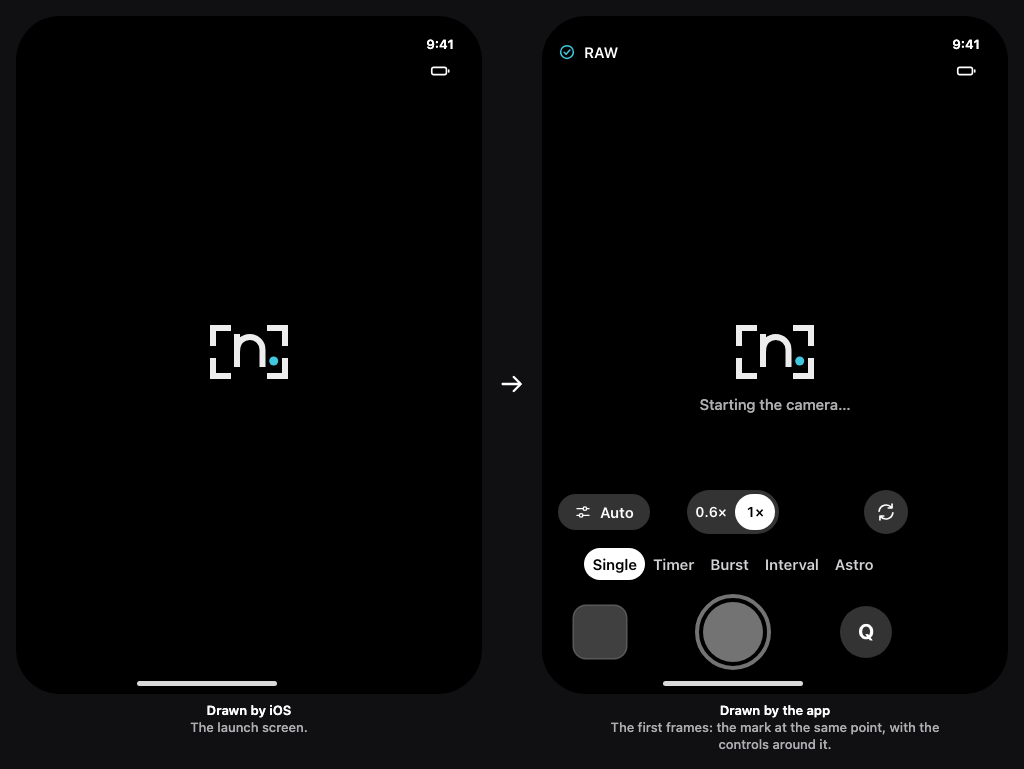 9:41
n.
Drawn by iOS
The launch screen.
RAW
9:41
n.
Starting the camera...
Auto
0.6×
1×
Single
Timer
Burst
Interval
Astro
Q
Drawn by the app
The first frames: the mark at the same point, with the
controls around it.